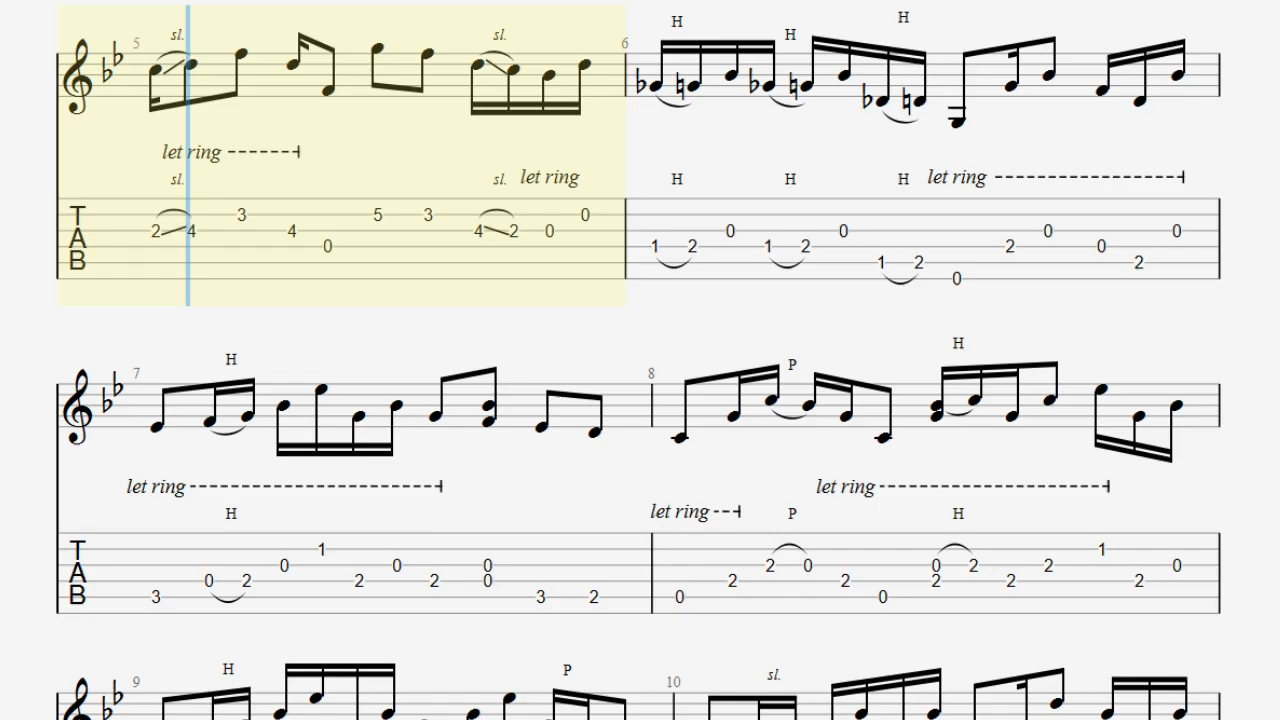 H H
5 sl. sl. 6 H
let ring
sl. sl. let ring H H H let ring
T 3 5 3 0
2 4 4 4 2 0 0 0 0 0
A 0 1 2 1 2 2 0
B 1 2 2
0
7 H 8 P H
let ring let ring
H let ring P H
T 1 1
0 0 0 2 0 0 2 2 0
A 0 2 2 2 0 2 2 2 2 2
B 3 3 2 0 0
9 H P 10 sl.